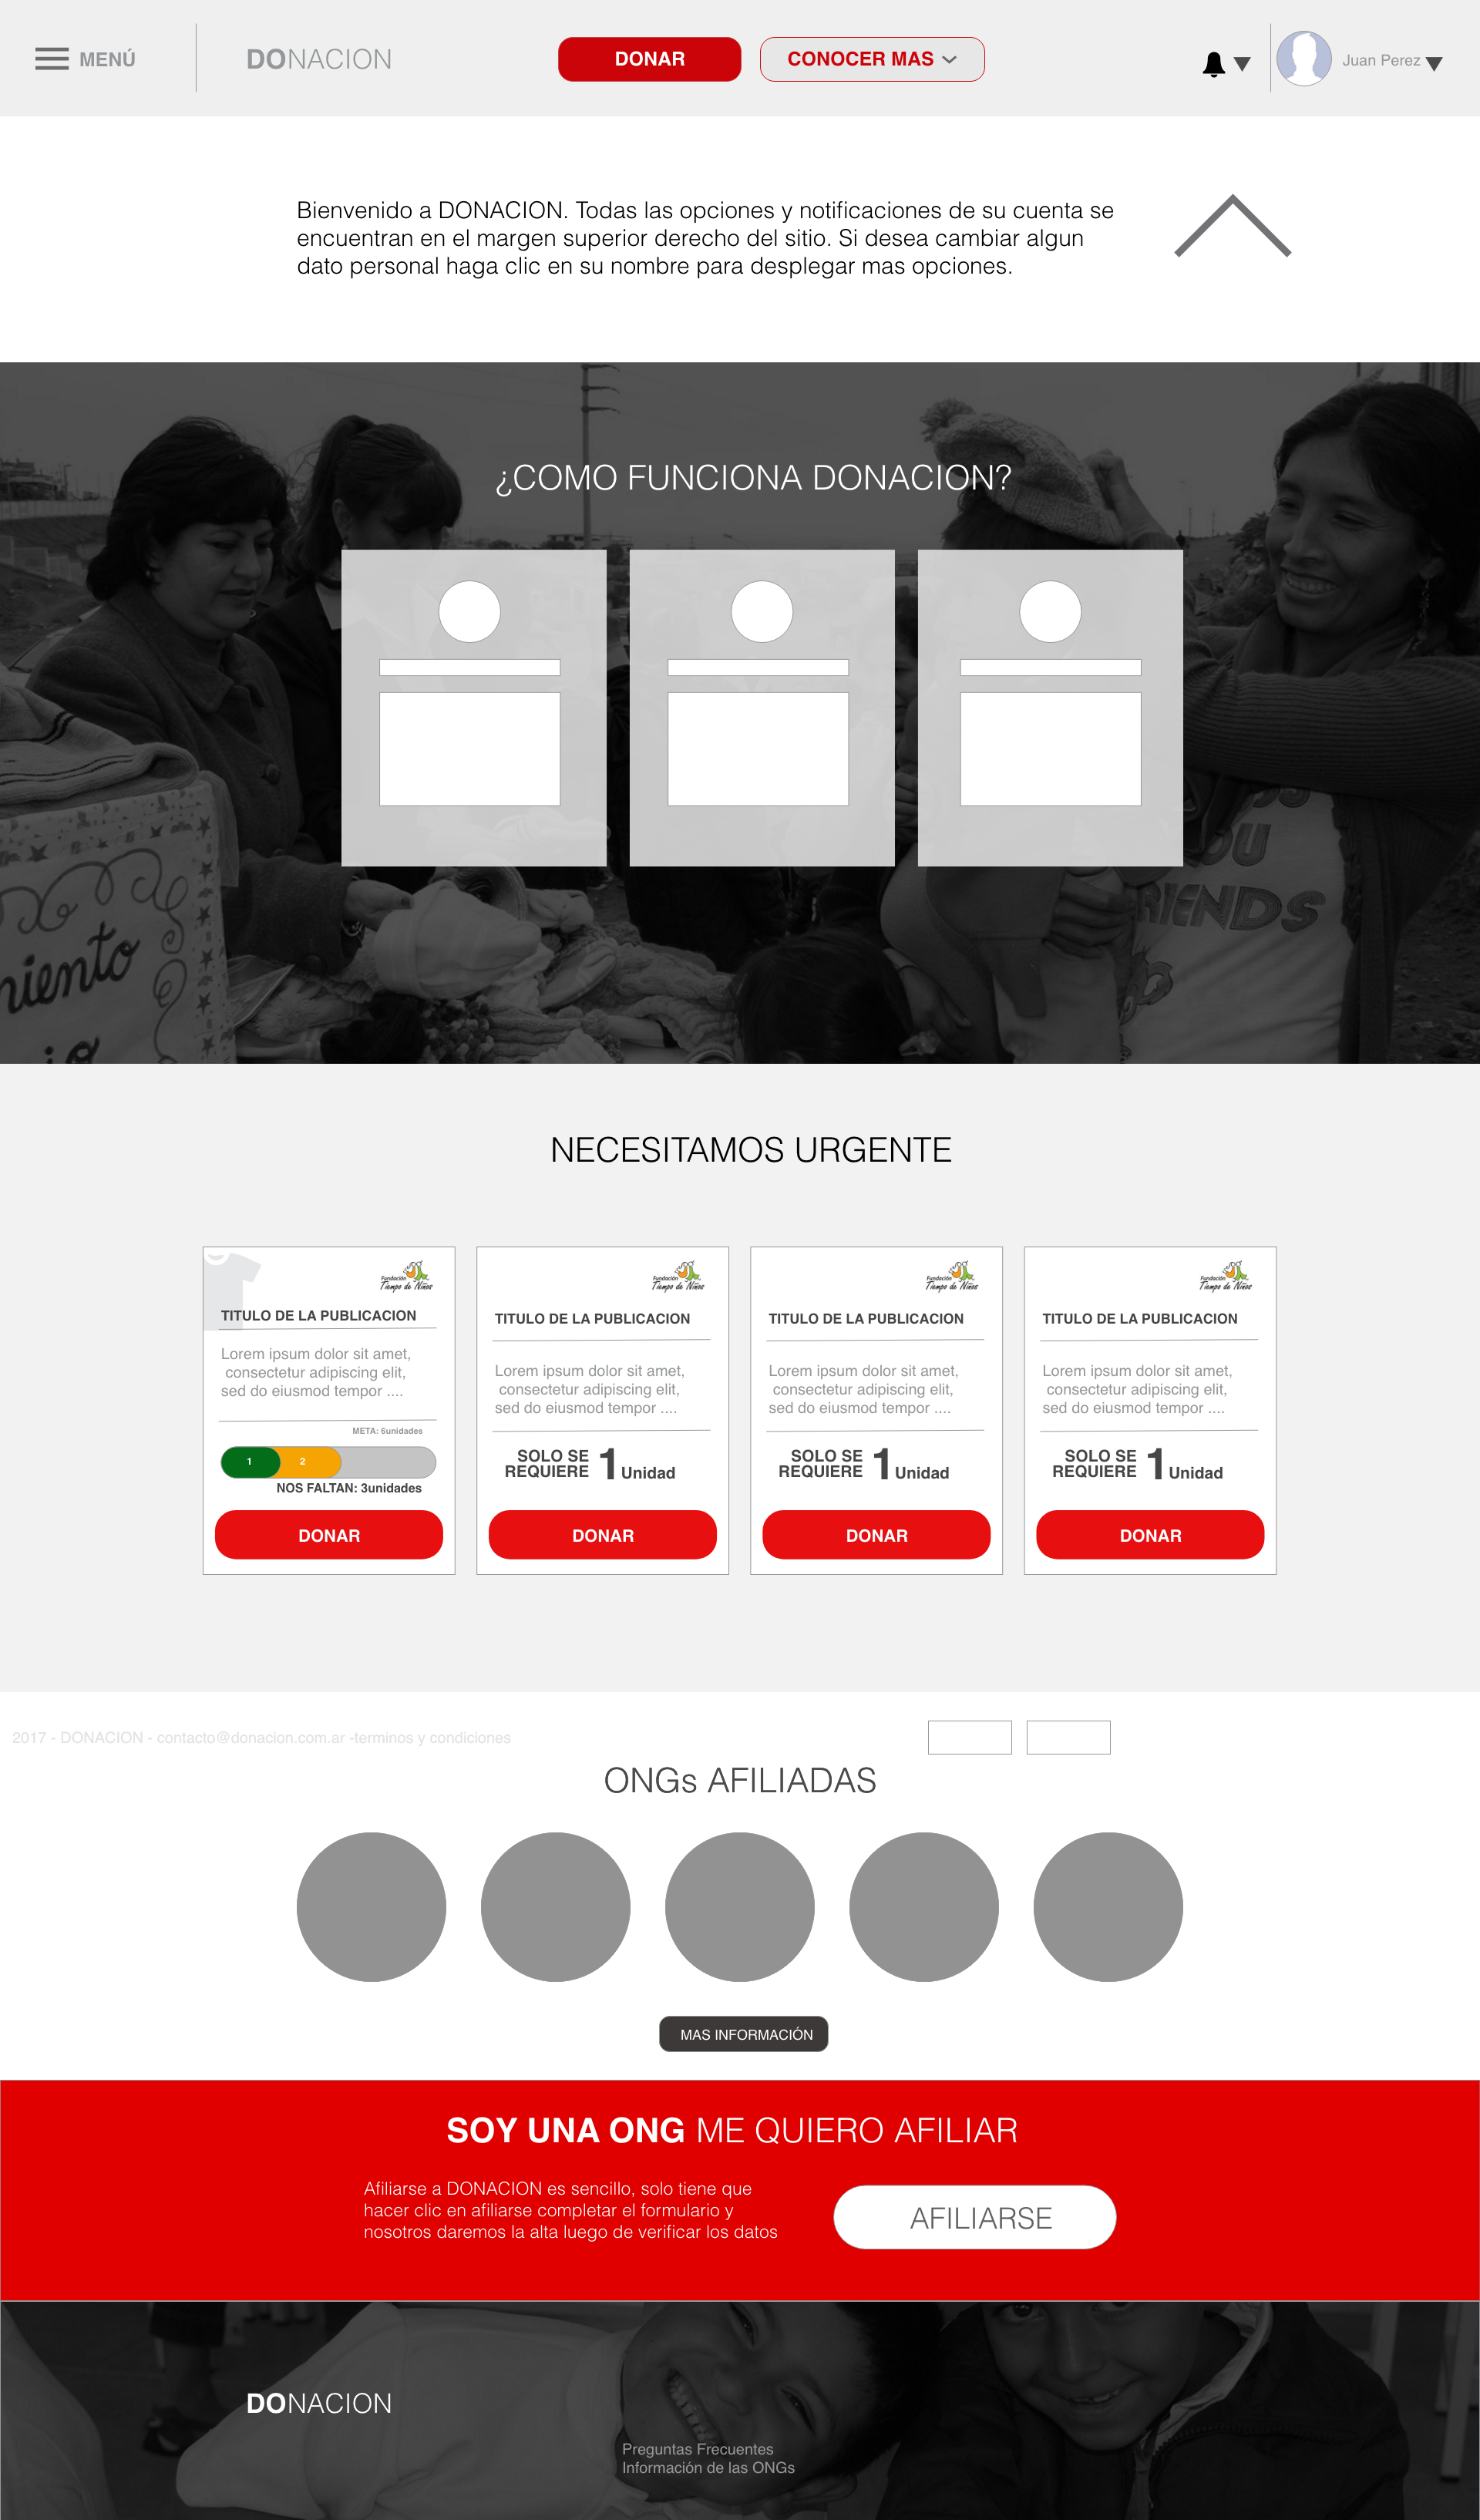 MENÚ
DONACION
DONAR
CONOCER MAS
Juan Perez
Bienvenido a DONACION. Todas las opciones y notificaciones de su cuenta se
encuentran en el margen superior derecho del sitio. Si desea cambiar algun
dato personal haga clic en su nombre para desplegar mas opciones.
¿COMO FUNCIONA DONACION?
OU
RIENDS
miento
NECESITAMOS URGENTE
Fundación
Tiempo de Niños
TITULO DE LA PUBLICACION
Lorem ipsum dolor sit amet,
consectetur adipiscing elit,
sed do eiusmod tempor ....
META: 6unidades
1
2
NOS FALTAN: 3unidades
DONAR
Fundación
Tiempo de Niños
TITULO DE LA PUBLICACION
Lorem ipsum dolor sit amet,
consectetur adipiscing elit,
sed do eiusmod tempor ....
SOLO SE
REQUIERE 1 Unidad
DONAR
Fundación
Tiempo de Niños
TITULO DE LA PUBLICACION
Lorem ipsum dolor sit amet,
consectetur adipiscing elit,
sed do eiusmod tempor ....
SOLO SE
REQUIERE 1 Unidad
DONAR
Fundación
Tiempo de Niños
TITULO DE LA PUBLICACION
Lorem ipsum dolor sit amet,
consectetur adipiscing elit,
sed do eiusmod tempor ....
SOLO SE
REQUIERE 1 Unidad
DONAR
2017 - DONACION - contacto@donacion.com.ar -terminos y condiciones
ONGs AFILIADAS
MAS INFORMACIÓN
SOY UNA ONG ME QUIERO AFILIAR
Afiliarse a DONACION es sencillo, solo tiene que
hacer clic en afiliarse completar el formulario y
nosotros daremos la alta luego de verificar los datos
AFILIARSE
DONACION
Preguntas Frecuentes
Información de las ONGs